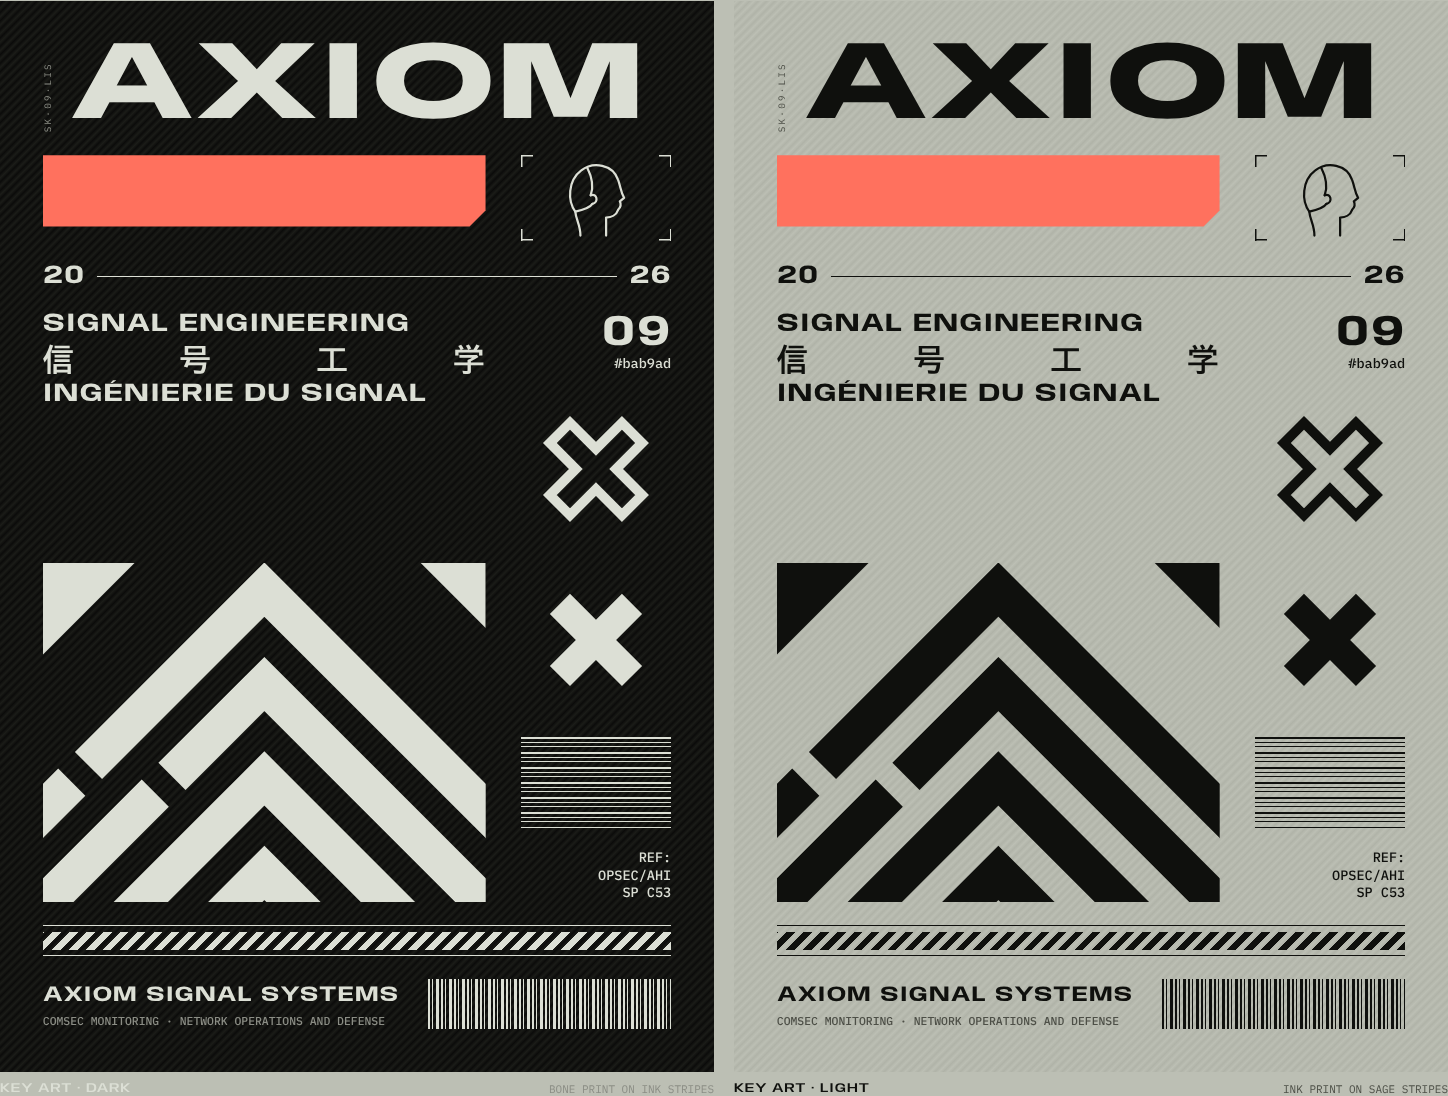 SK·09·LIS
AXIOM
20 26
SIGNAL ENGINEERING
信号工学
INGÉNIERIE DU SIGNAL
09
#bab9ad
REF:
OPSEC/AHI
SP C53
AXIOM SIGNAL SYSTEMS
COMSEC MONITORING · NETWORK OPERATIONS AND DEFENSE
KEY ART · DARK
BONE PRINT ON INK STRIPES
SK·09·LIS
AXIOM
20 26
SIGNAL ENGINEERING
信号工学
INGÉNIERIE DU SIGNAL
09
#bab9ad
REF:
OPSEC/AHI
SP C53
AXIOM SIGNAL SYSTEMS
COMSEC MONITORING · NETWORK OPERATIONS AND DEFENSE
KEY ART · LIGHT
INK PRINT ON SAGE STRIPES